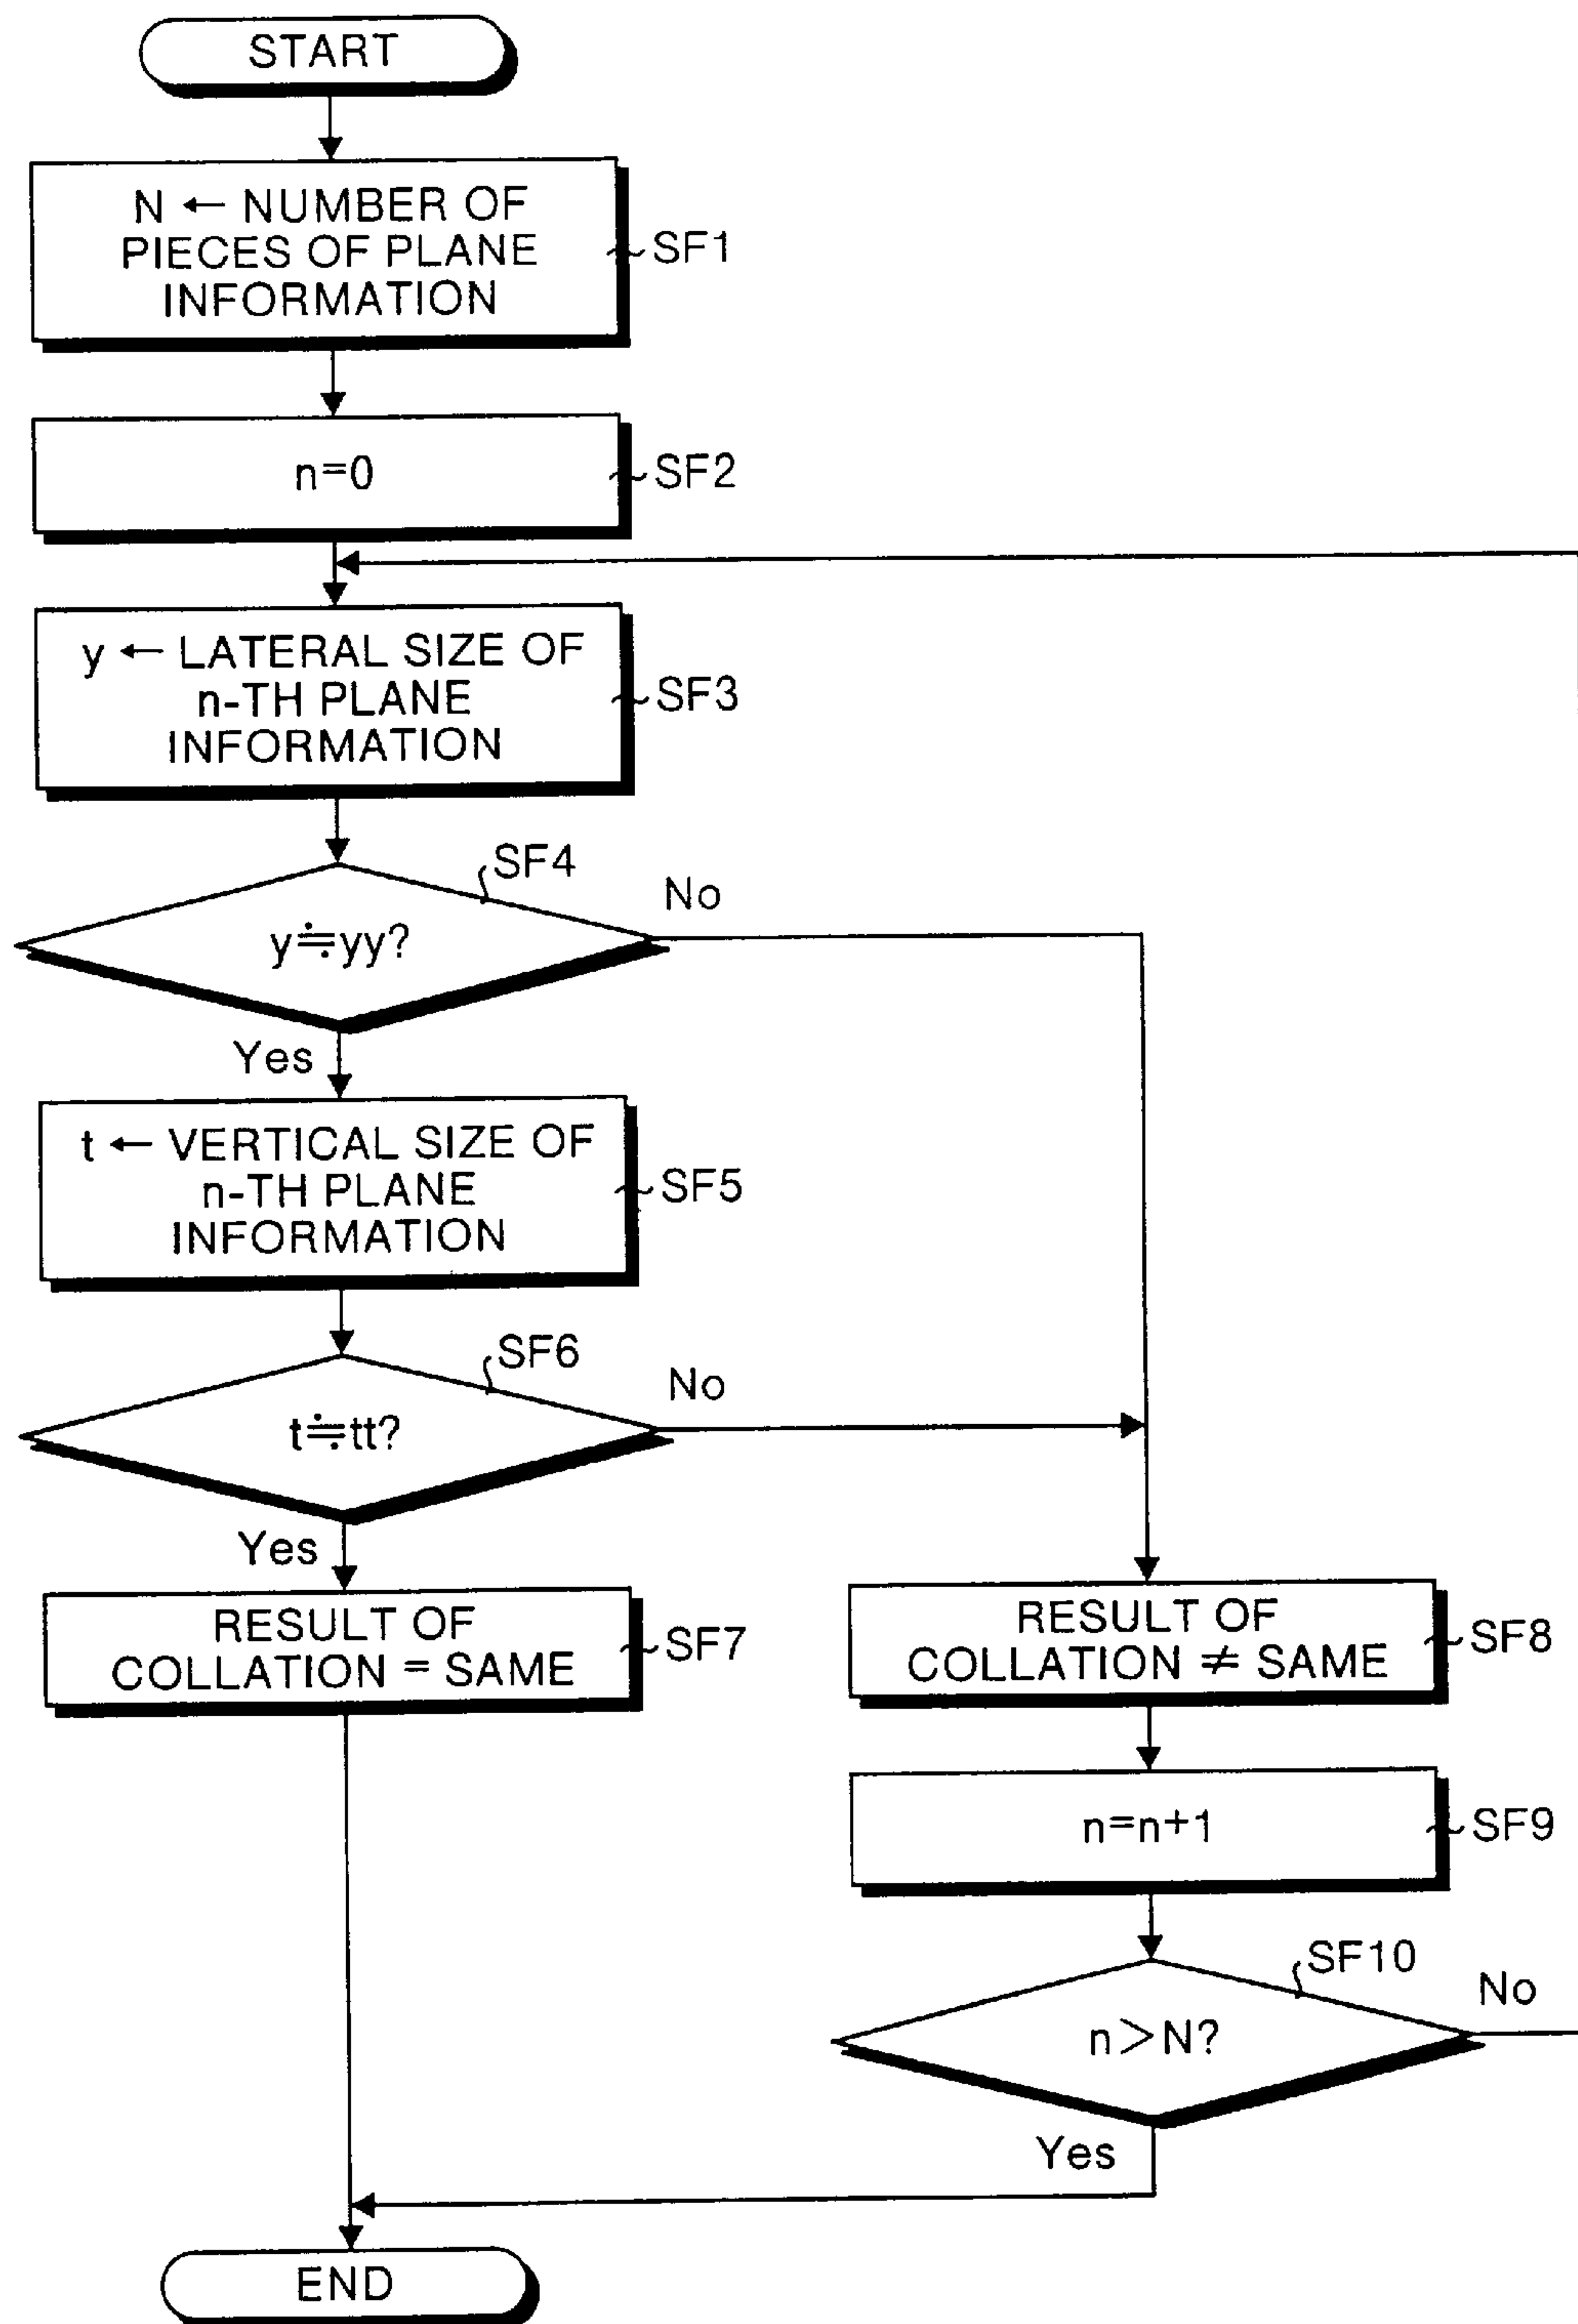 START
N ← NUMBER OF
PIECES OF PLANE
INFORMATION
SF1
n=0
SF2
y ← LATERAL SIZE OF
n-TH PLANE
INFORMATION
SF3
SF4
No
y≒yy?
Yes
t ← VERTICAL SIZE OF
n-TH PLANE
INFORMATION
SF5
SF6
No
t≒tt?
Yes
RESULT OF
COLLATION = SAME
SF7
RESULT OF
COLLATION ≠ SAME
SF8
n=n+1
SF9
SF10
No
n>N?
Yes
END